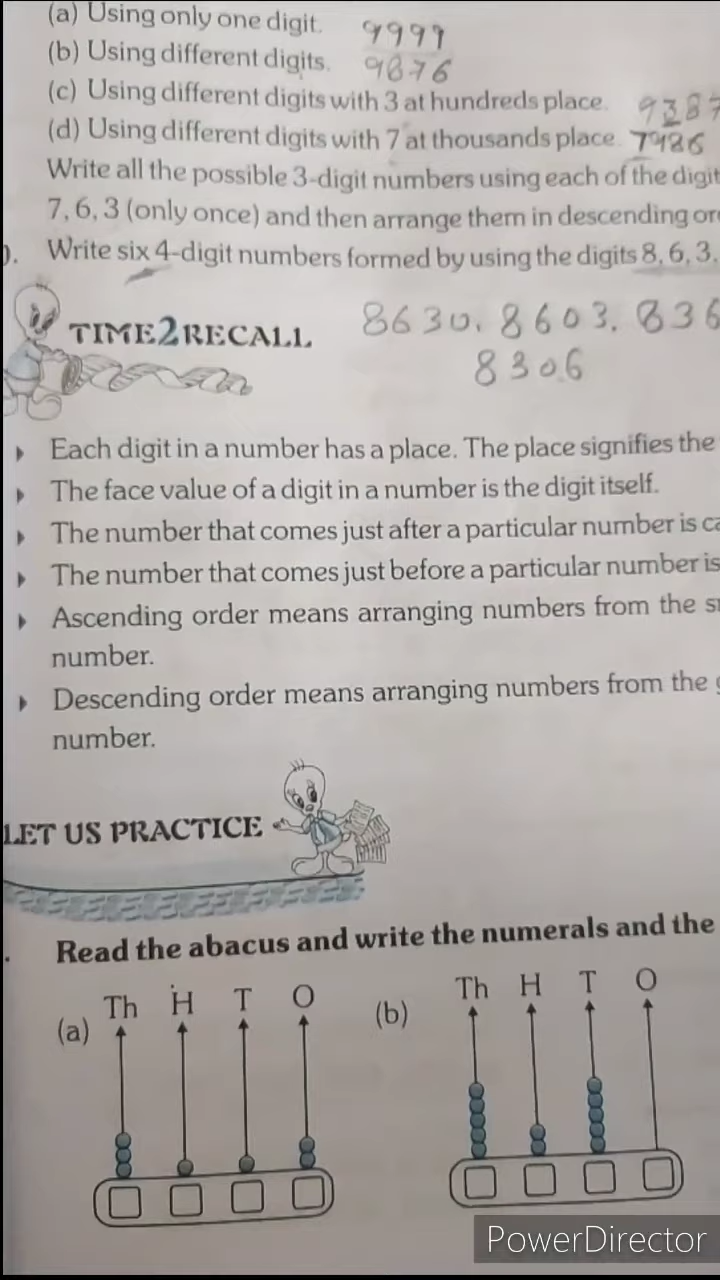 (a) Using only one digit. 9999
(b) Using different digits. 9876
(c) Using different digits with 3 at hundreds place. 9387
(d) Using different digits with 7 at thousands place. 7986
Write all the possible 3-digit numbers using each of the digit
7, 6, 3 (only once) and then arrange them in descending or
Write six 4-digit numbers formed by using the digits 8, 6, 3,
TIME2RECALL 8630, 8603, 836
8306
Each digit in a number has a place. The place signifies the
The face value of a digit in a number is the digit itself.
The number that comes just after a particular number is ca
The number that comes just before a particular number is
Ascending order means arranging numbers from the s
number.
Descending order means arranging numbers from the
number.
LET US PRACTICE
Read the abacus and write the numerals and the
(a) Th H T O (b) Th H T O
PowerDirector